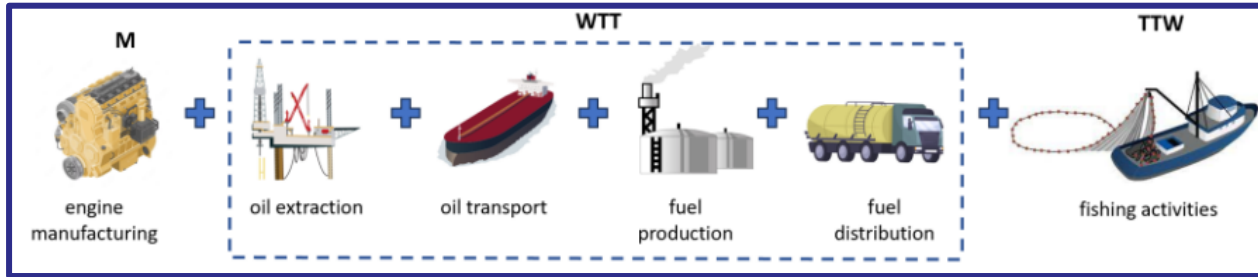 WTT
M
TTW
engine
manufacturing
oil extraction
oil transport
fuel
production
fuel
distribution
fishing activities